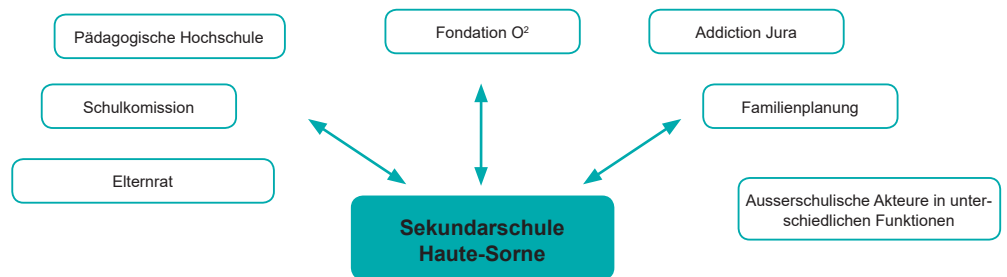 Pädagogische Hochschule
Fondation O²
Addiction Jura
Schulkomission
Familienplanung
Elternrat
Ausserschulische Akteure in unter-
schiedlichen Funktionen
Sekundarschule
Haute-Sorne